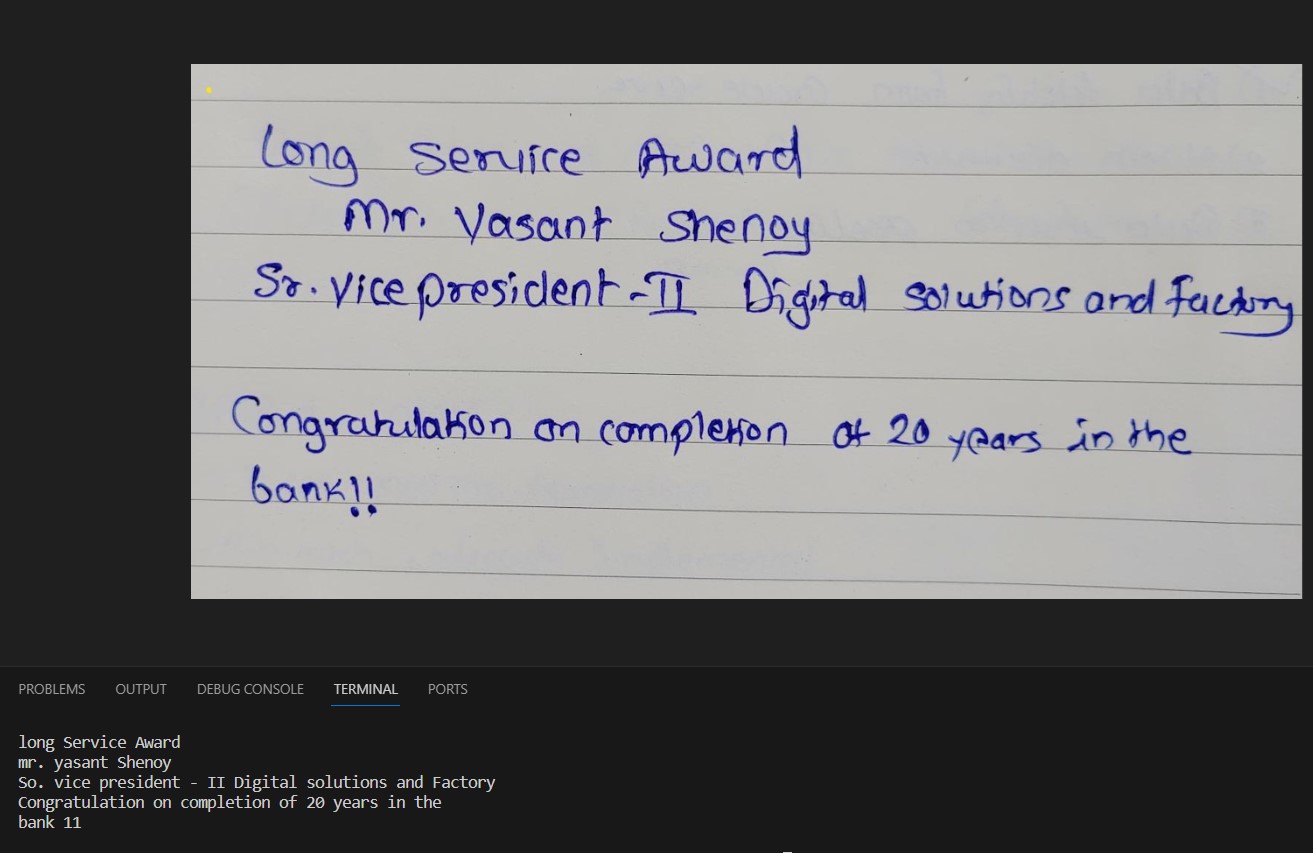 Long Service Award
Mr. Vasant Shenoy
Sr. Vice president - II Digital solutions and Factory
Congratulation on completion of 20 years in the
bank!!
PROBLEMS OUTPUT DEBUG CONSOLE TERMINAL PORTS
long Service Award
mr. yasant Shenoy
So. vice president - II Digital solutions and Factory
Congratulation on completion of 20 years in the
bank 11